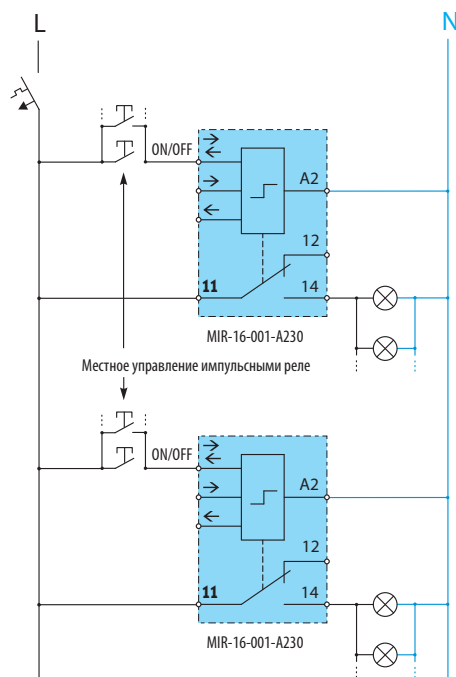 L
N
ON/OFF
A2
12
11
14
MIR-16-001-A230
Местное управление импульсными реле
ON/OFF
A2
12
11
14
MIR-16-001-A230